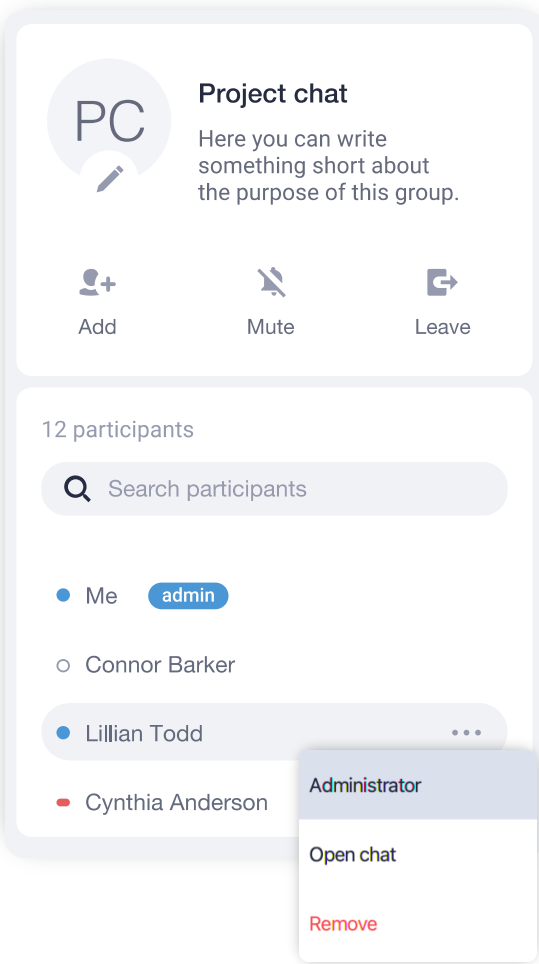 PC
Project chat
Here you can write
something short about
the purpose of this group.
Add
Mute
Leave
12 participants
Search participants
Me
admin
Connor Barker
Lillian Todd
Cynthia Anderson
Administrator
Open chat
Remove